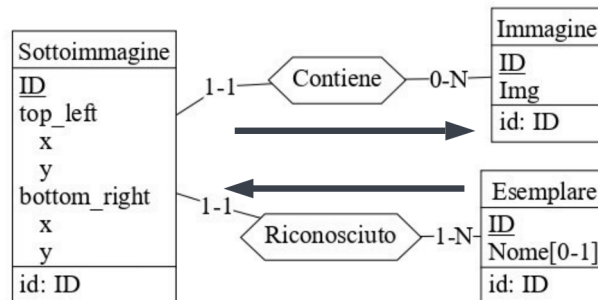 Sottoimmagine
ID
top_left
x
y
bottom_right
x
y
id: ID
1-1
Contiene
0-N
Immagine
ID
Img
id: ID
1-1
Riconosciuto
1-N
Esemplare
ID
Nome[0-1]
id: ID